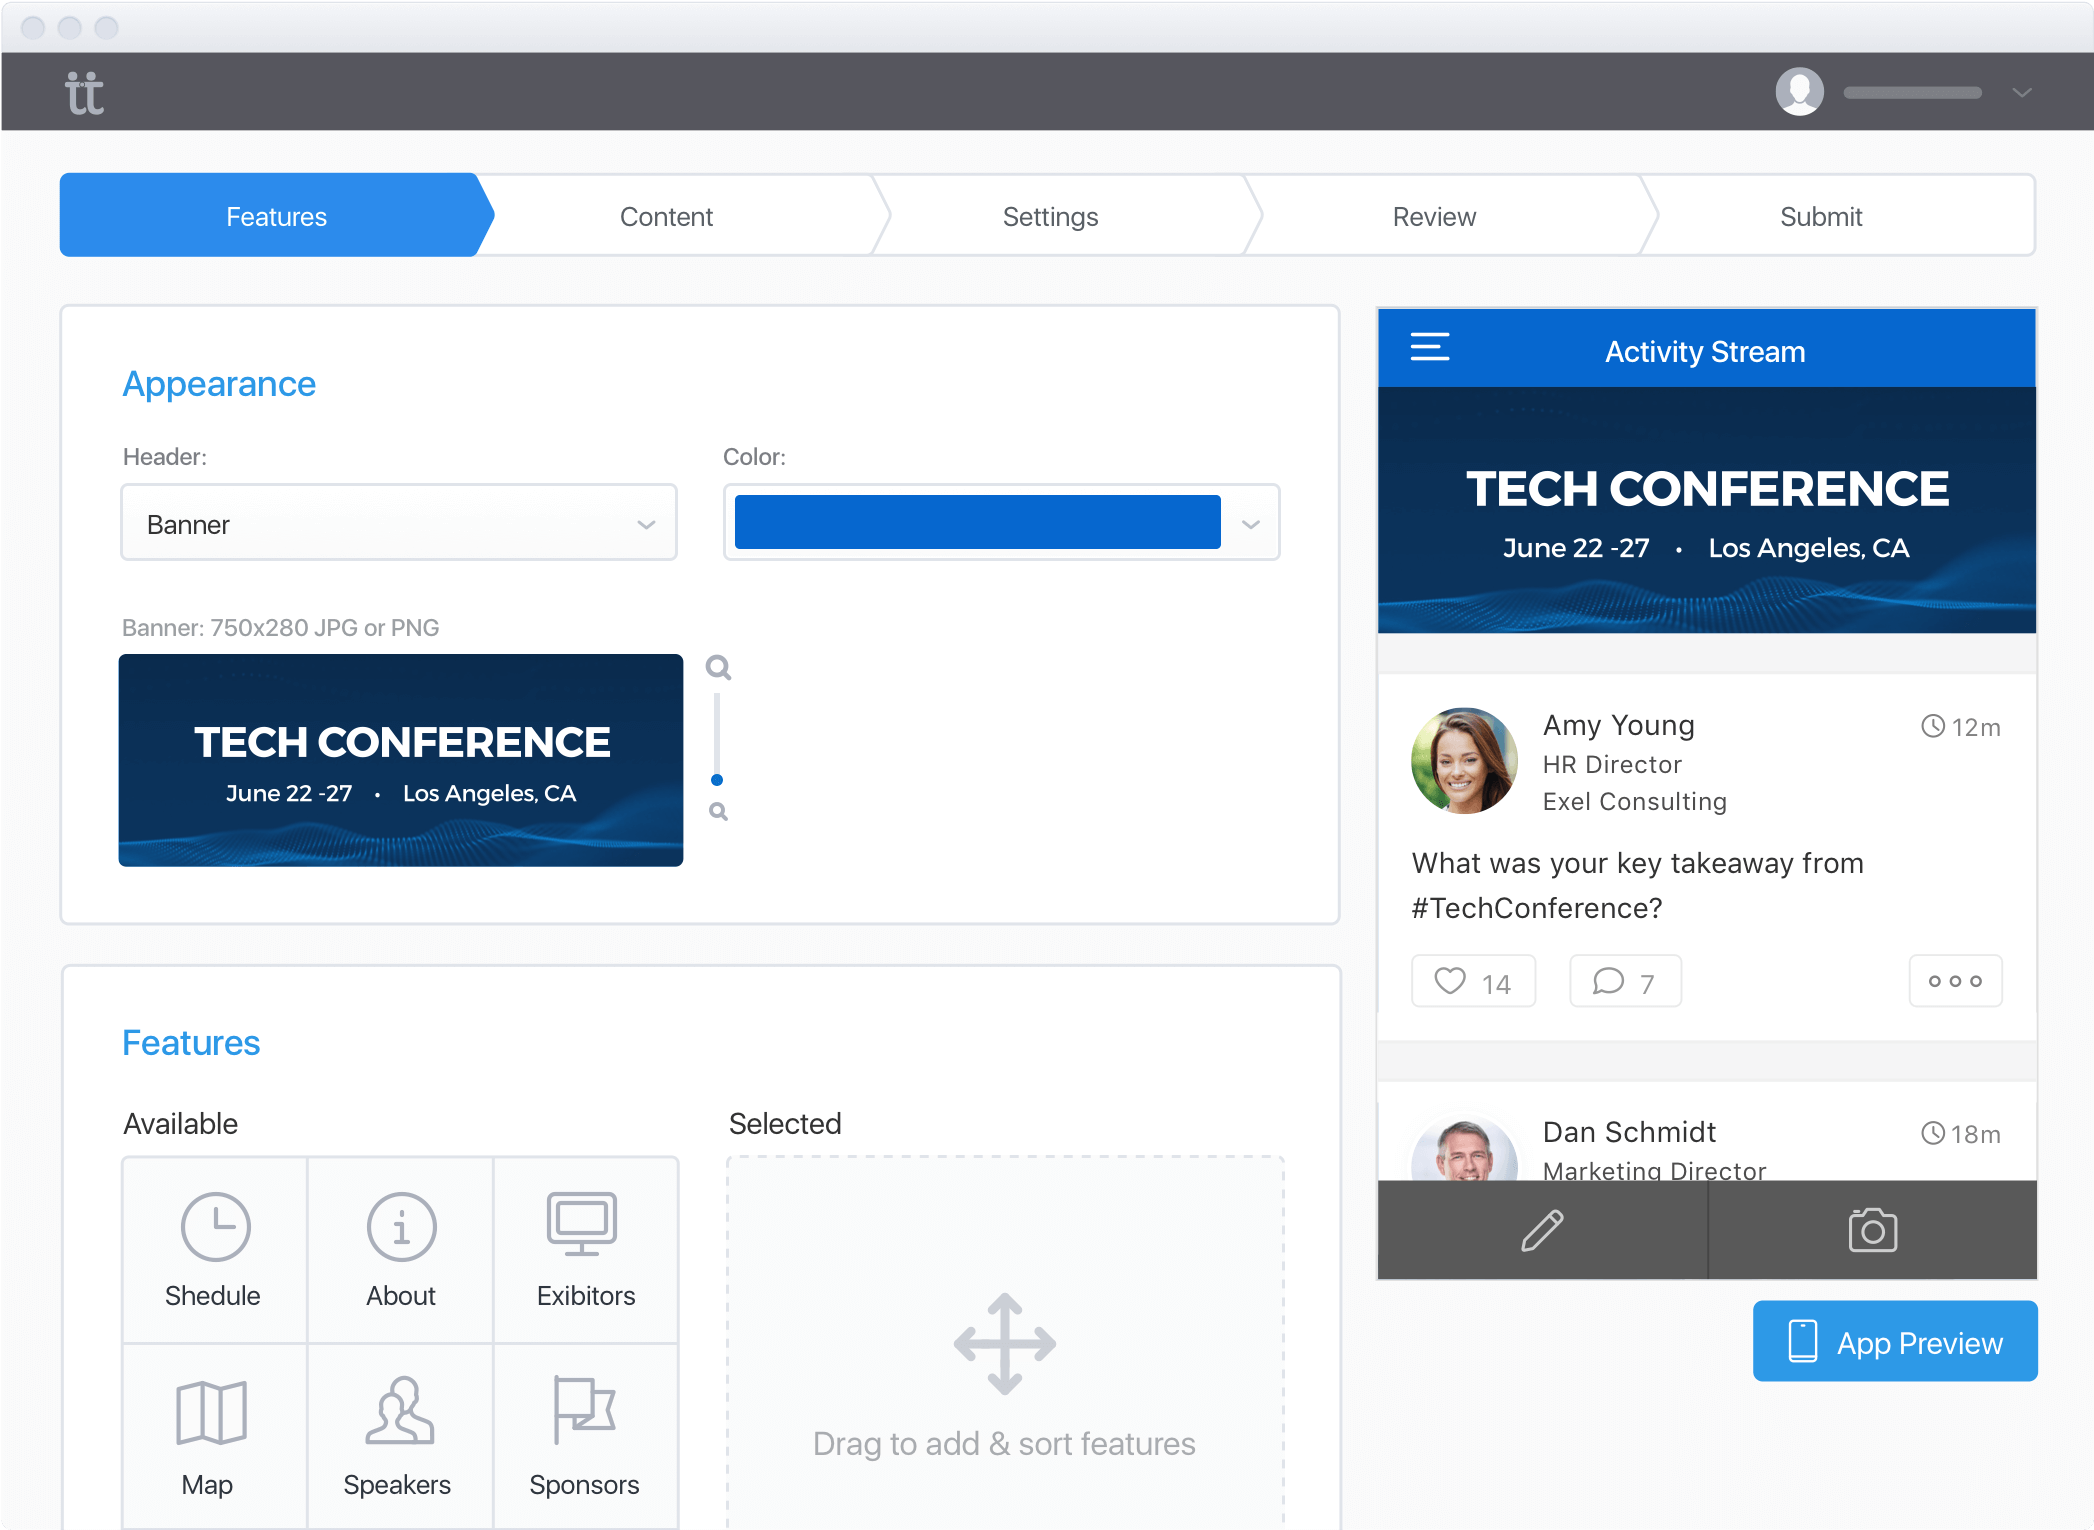 tt
Features
Content
Settings
Review
Submit
Appearance
Header:
Color:
Banner
Banner: 750x280 JPG or PNG
TECH CONFERENCE
June 22 -27 • Los Angeles, CA
Features
Available
Selected
Shedule
About
Exibitors
Map
Speakers
Sponsors
Drag to add & sort features
Activity Stream
TECH CONFERENCE
June 22 -27 • Los Angeles, CA
Amy Young
12m
HR Director
Exel Consulting
What was your key takeaway from
#TechConference?
14
7
Dan Schmidt
18m
Marketing Director
App Preview